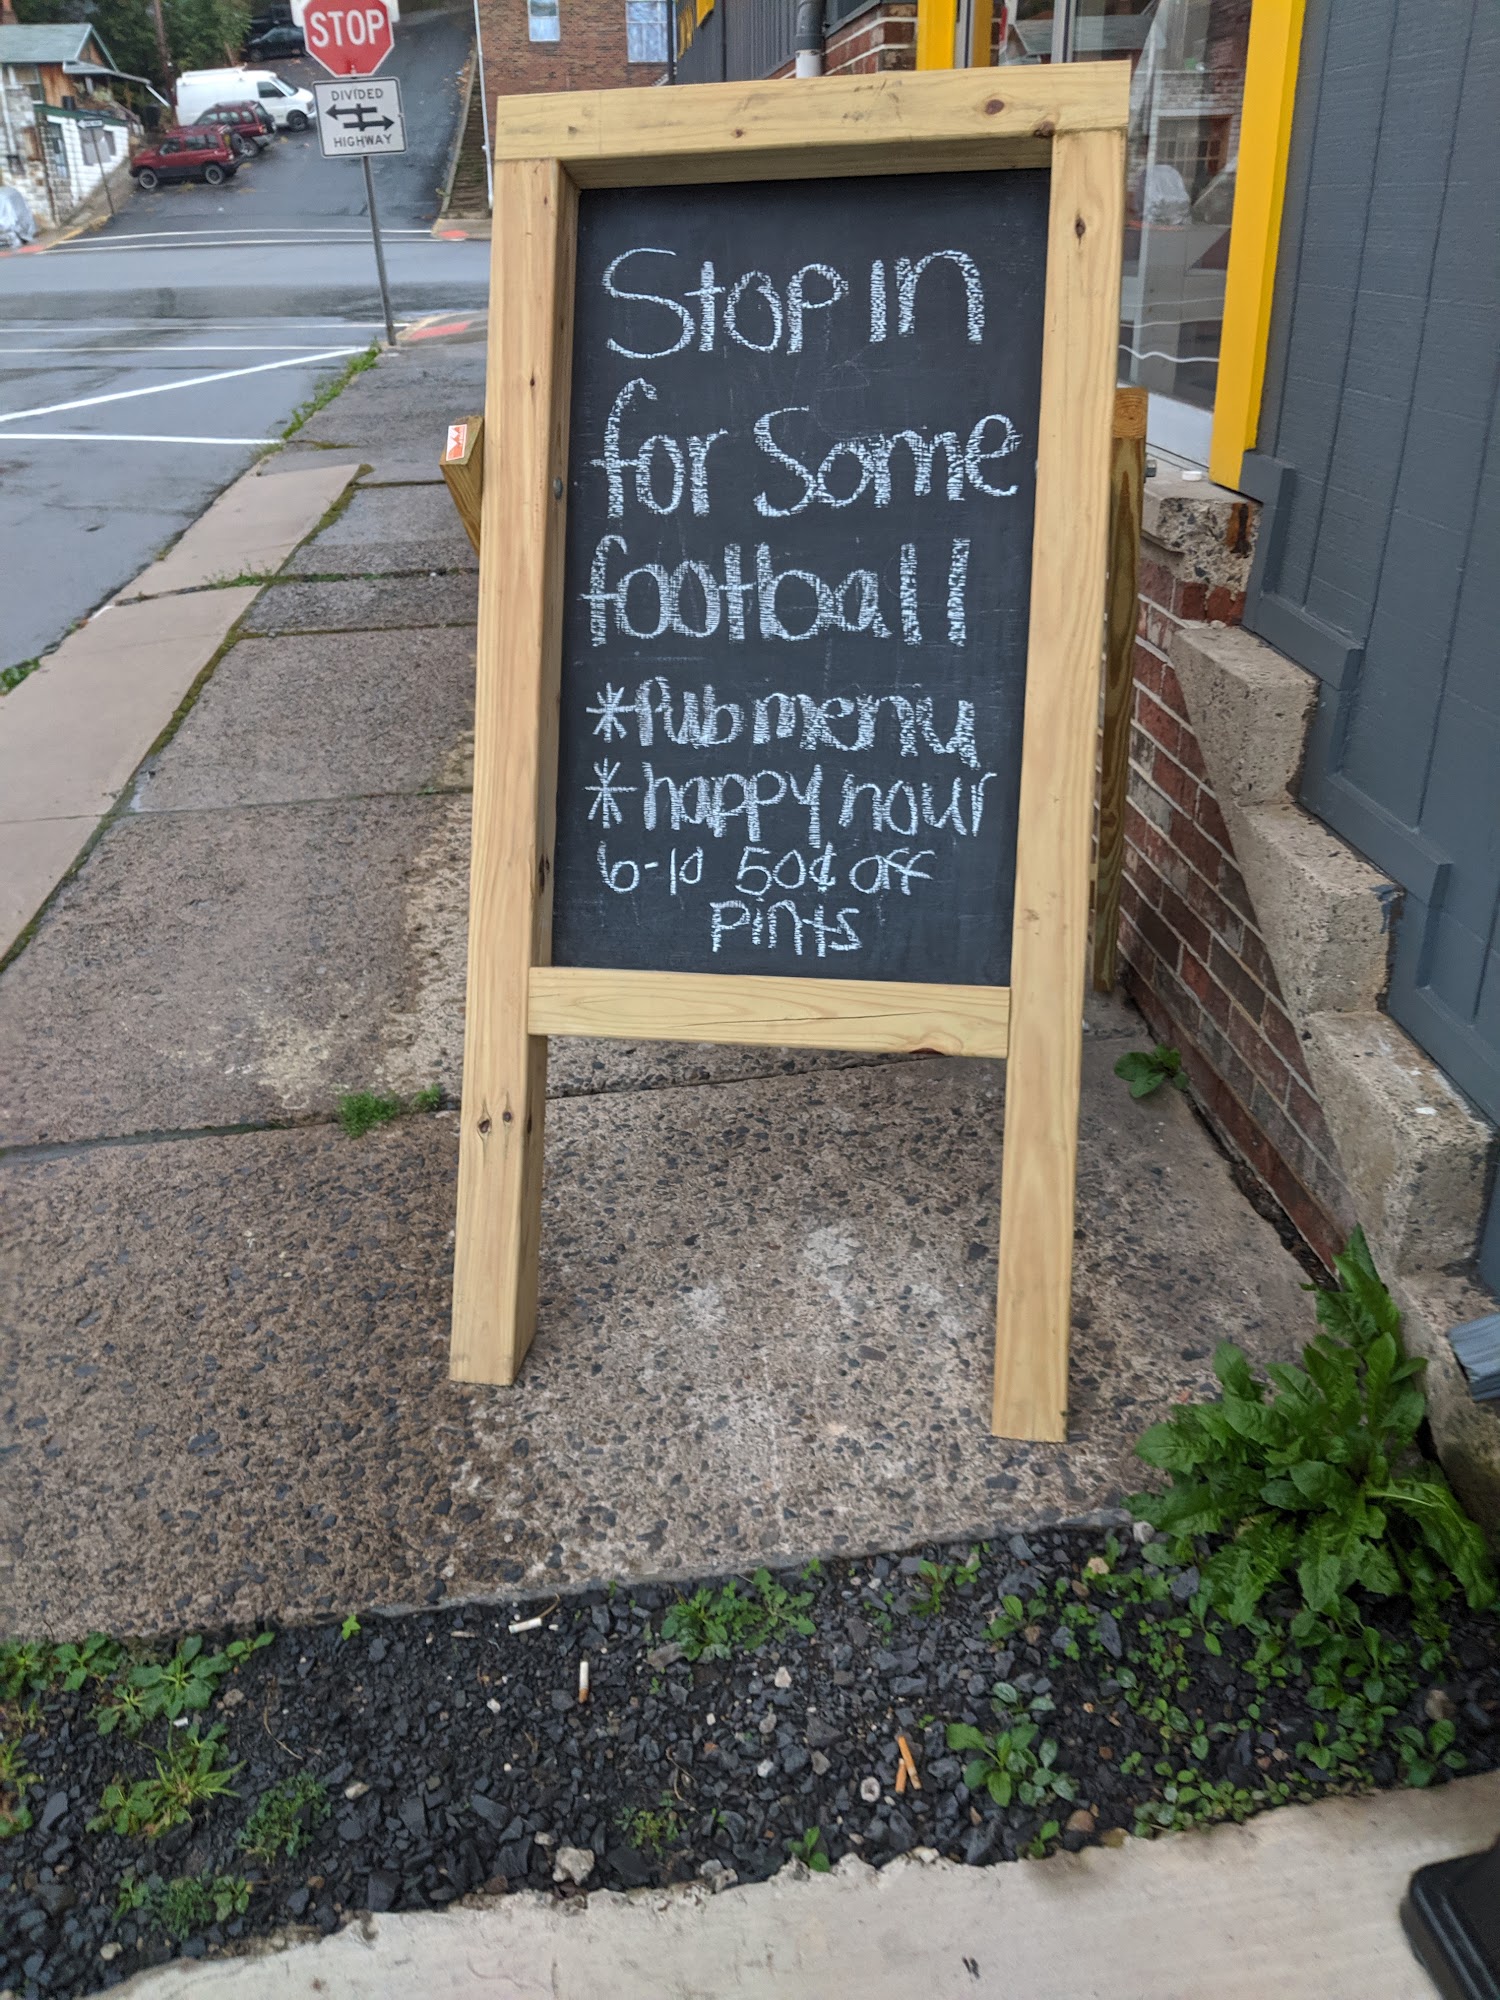 STOP
DIVIDED
HIGHWAY
Stop in
for Some
football
*Pub menu
*happy hour
6-10 50¢ off
pints